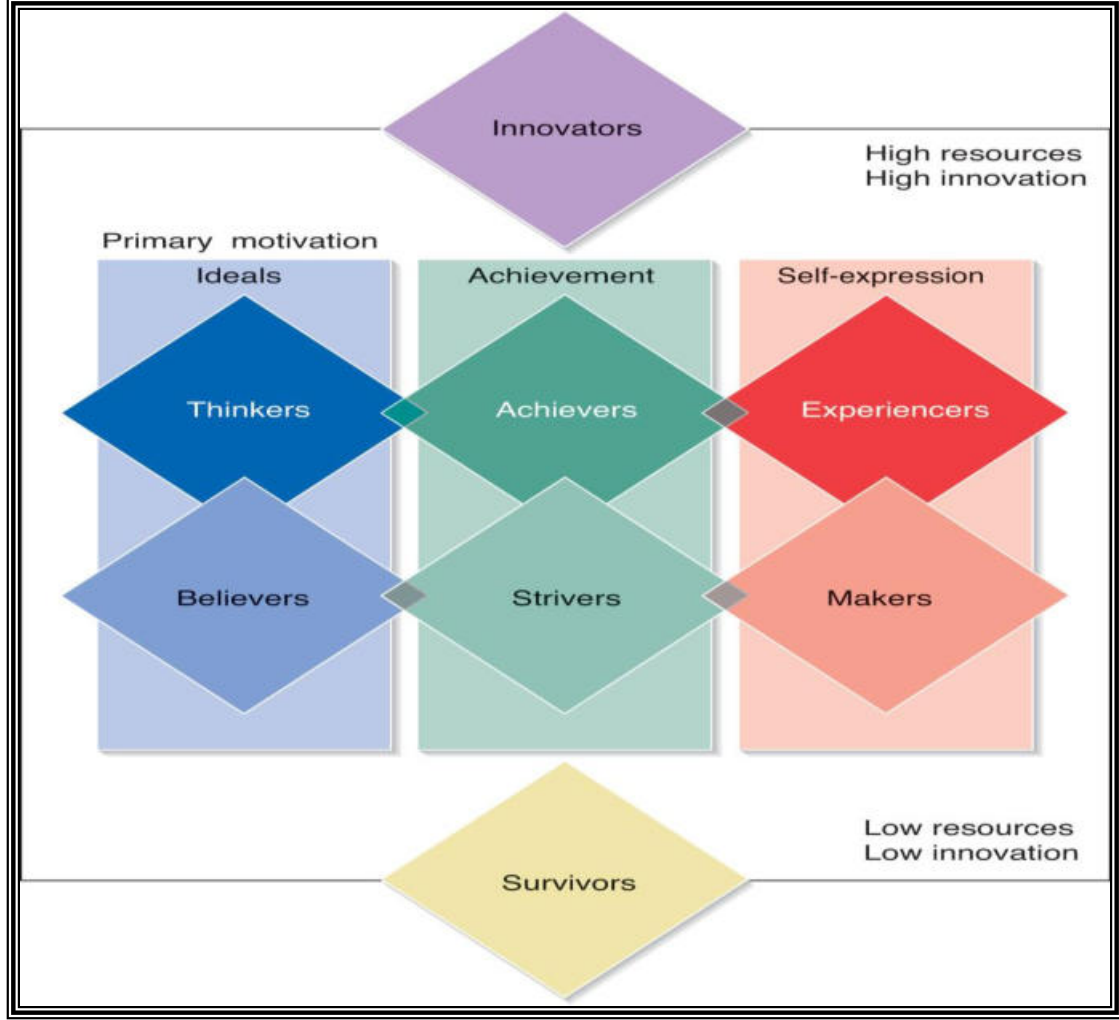 Innovators
High resources
High innovation
Primary motivation
Ideals
Achievement
Self-expression
Thinkers
Achievers
Experiencers
Believers
Strivers
Makers
Low resources
Low innovation
Survivors